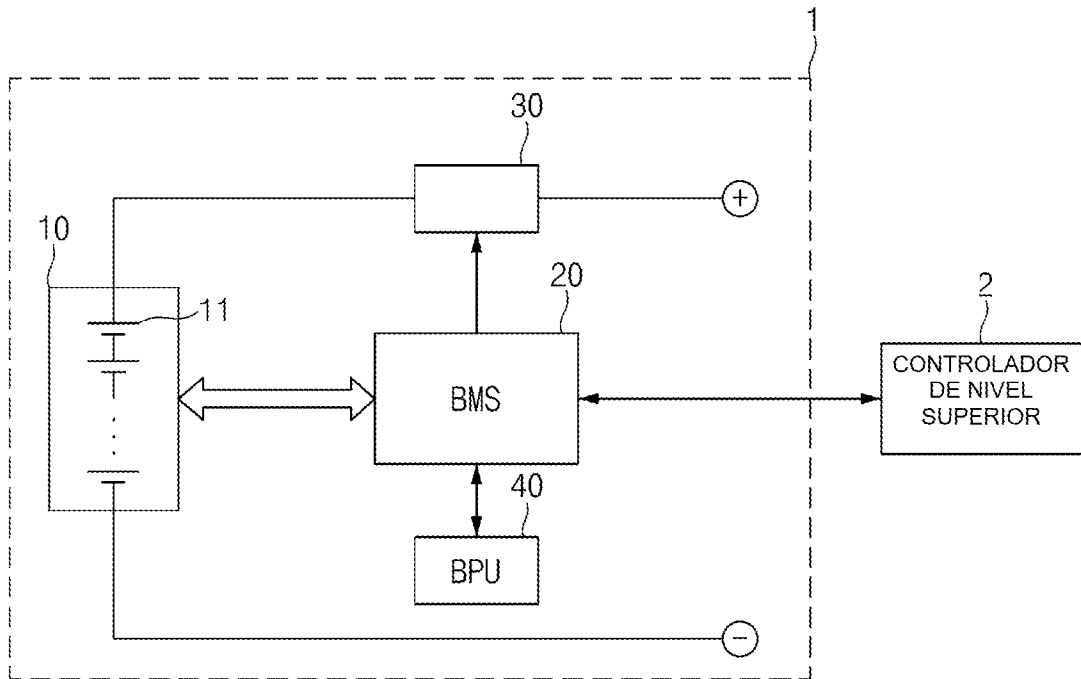 1
30
+
10
11
20
BMS
2
CONTROLADOR
DE NIVEL
SUPERIOR
40
BPU
−